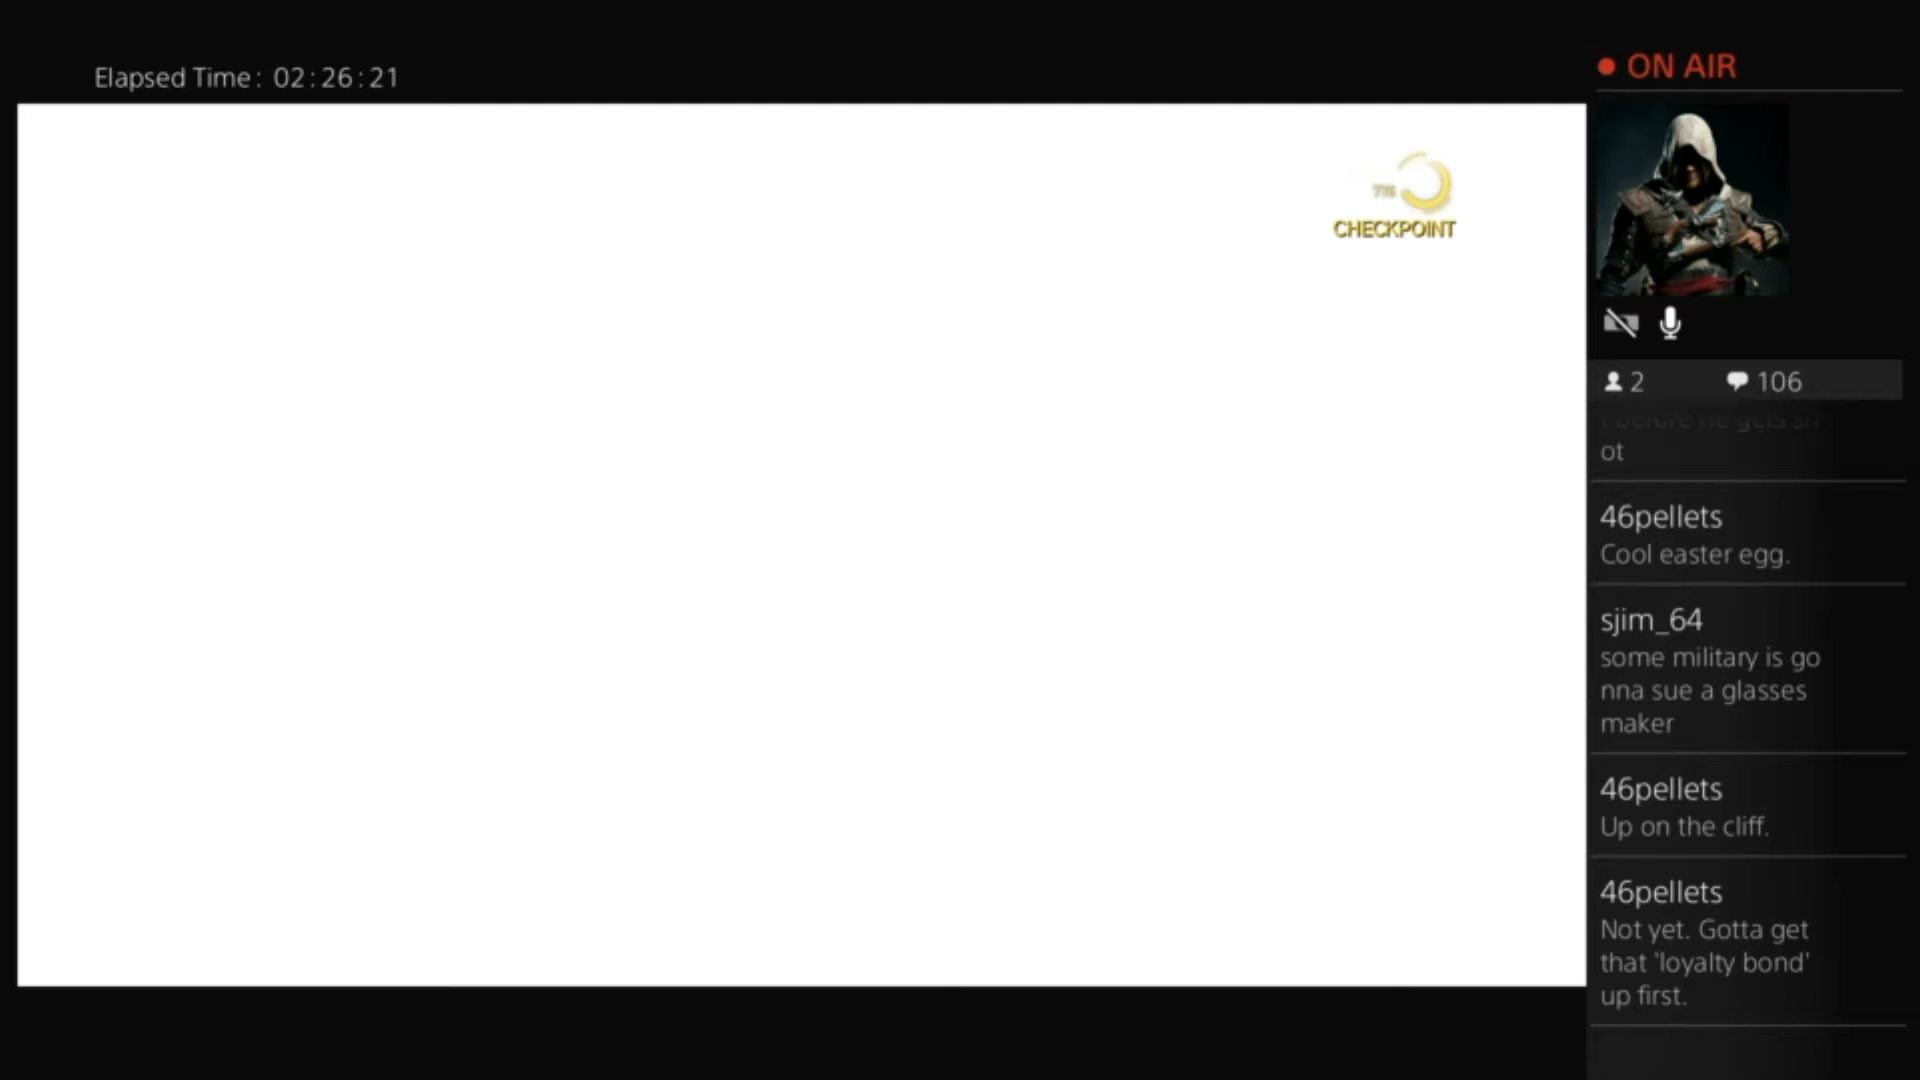 Elapsed Time: 02:26:21
ON AIR
CHECKPOINT
2
106
ot
46pellets
Cool easter egg.
sjim_64
some military is go
nna sue a glasses
maker
46pellets
Up on the cliff.
46pellets
Not yet. Gotta get
that 'loyalty bond'
up first.